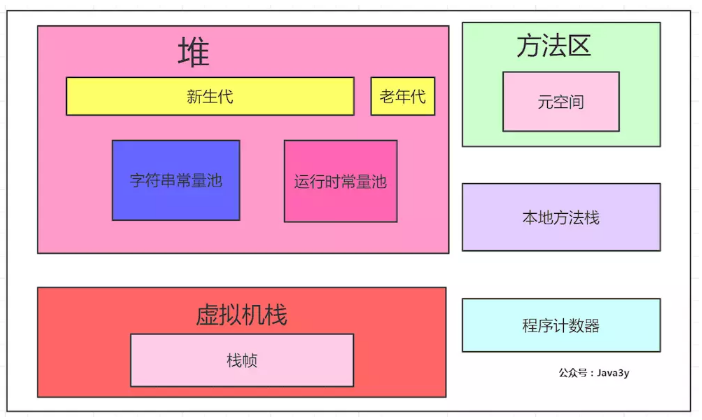 堆
新生代
老年代
字符串常量池
运行时常量池
方法区
元空间
本地方法栈
虚拟机栈
栈帧
程序计数器
公众号：Java3y